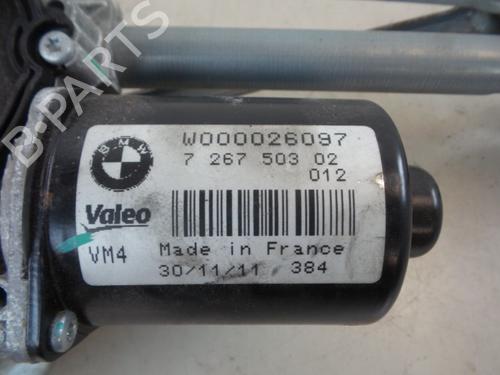 B-PARTS
BMW
W000026097
7 267 503 02
012
Valeo
VM4
Made in France
30/11/11 384